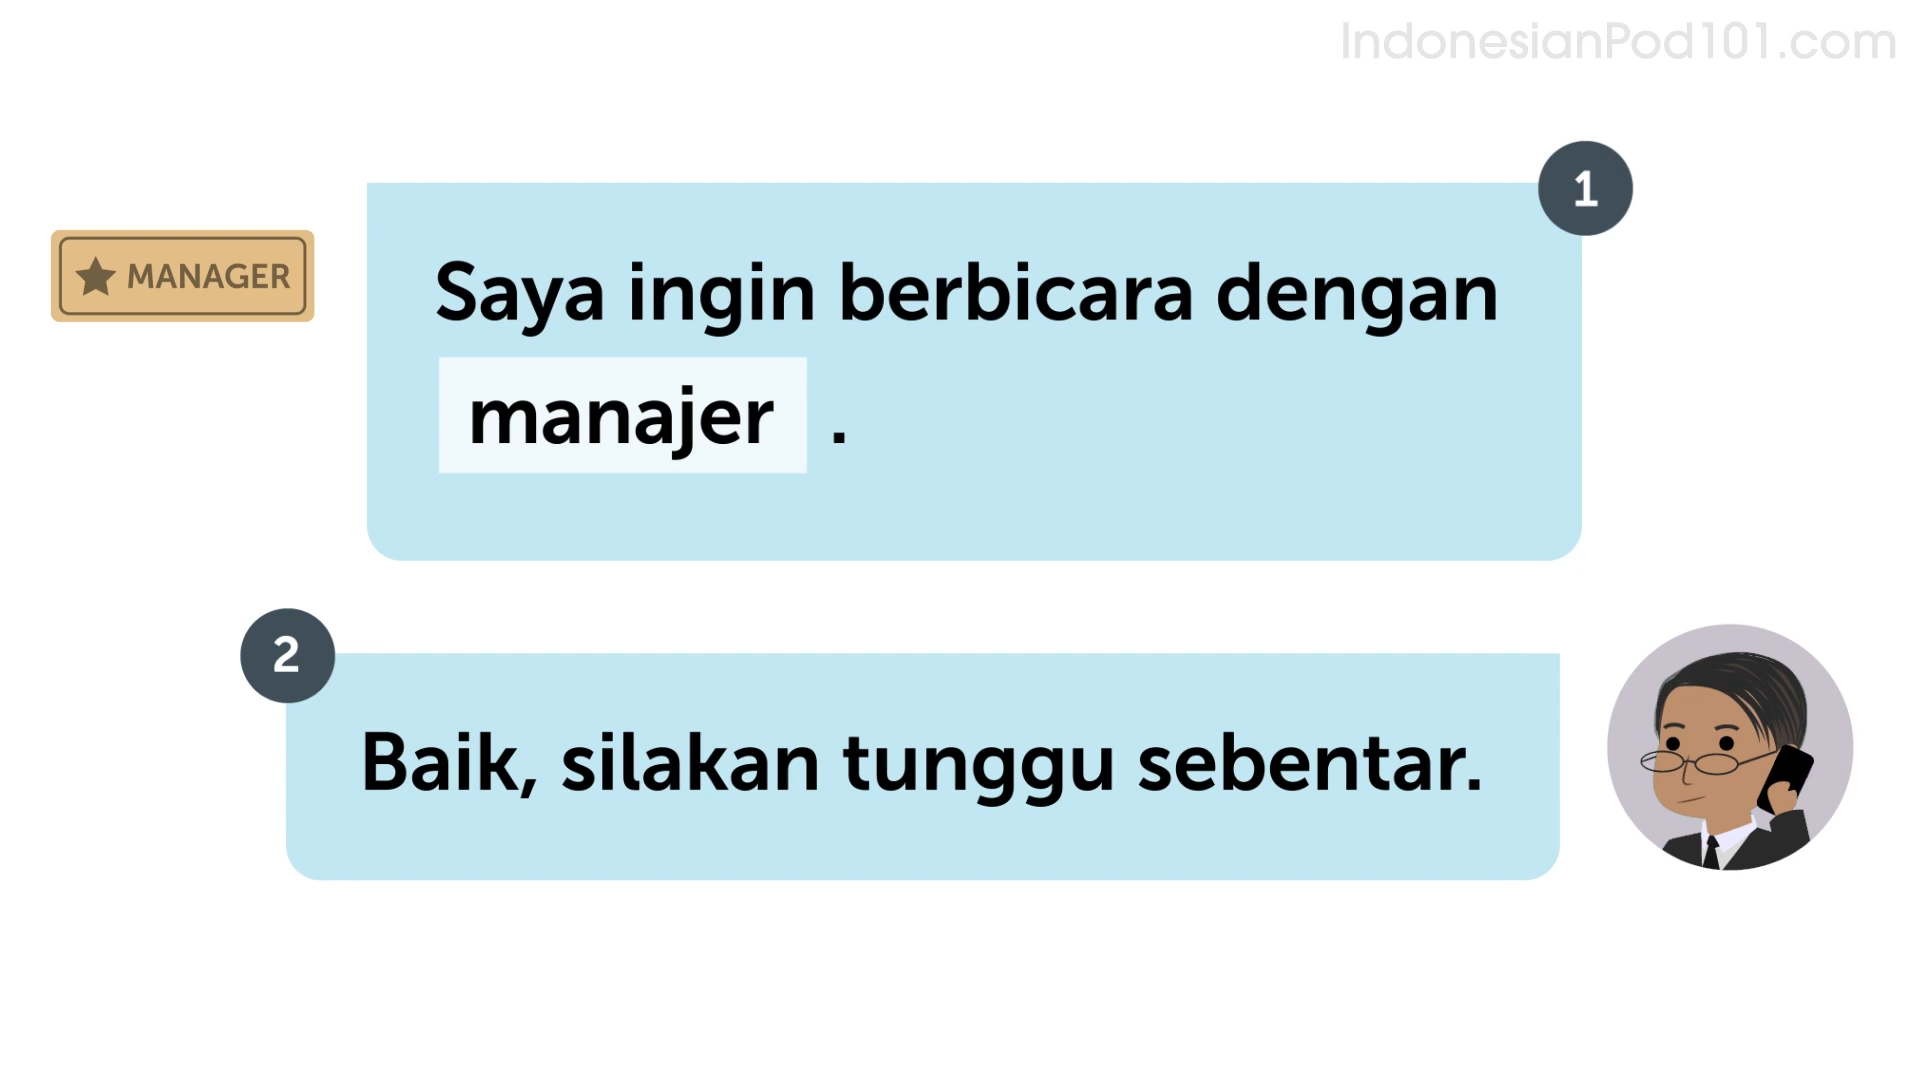 IndonesianPod101.com
1
★ MANAGER
Saya ingin berbicara dengan
manajer .
2
Baik, silakan tunggu sebentar.